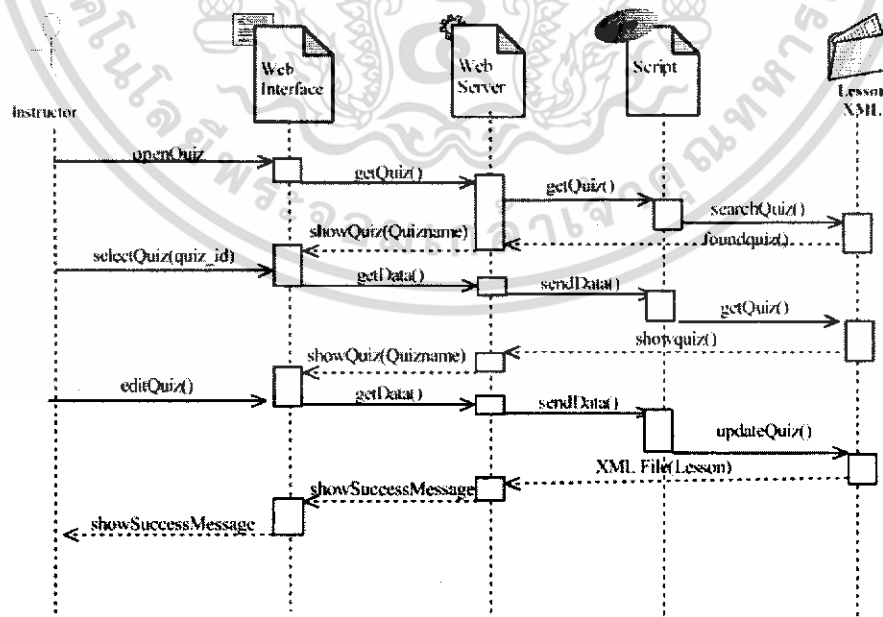 Web
Interface
Web
Server
Script
Instructor
Lesson
XML
openQuiz
getQuiz()
getQuiz()
searchQuiz()
showQuiz(Quizname)
foundquiz()
selectQuiz(quiz_id)
getData()
sendData()
getQuiz()
showquiz()
showQuiz(Quizname)
editQuiz()
getData()
sendData()
updateQuiz()
XML File(Lesson)
showSuccessMessage
showSuccessMessage